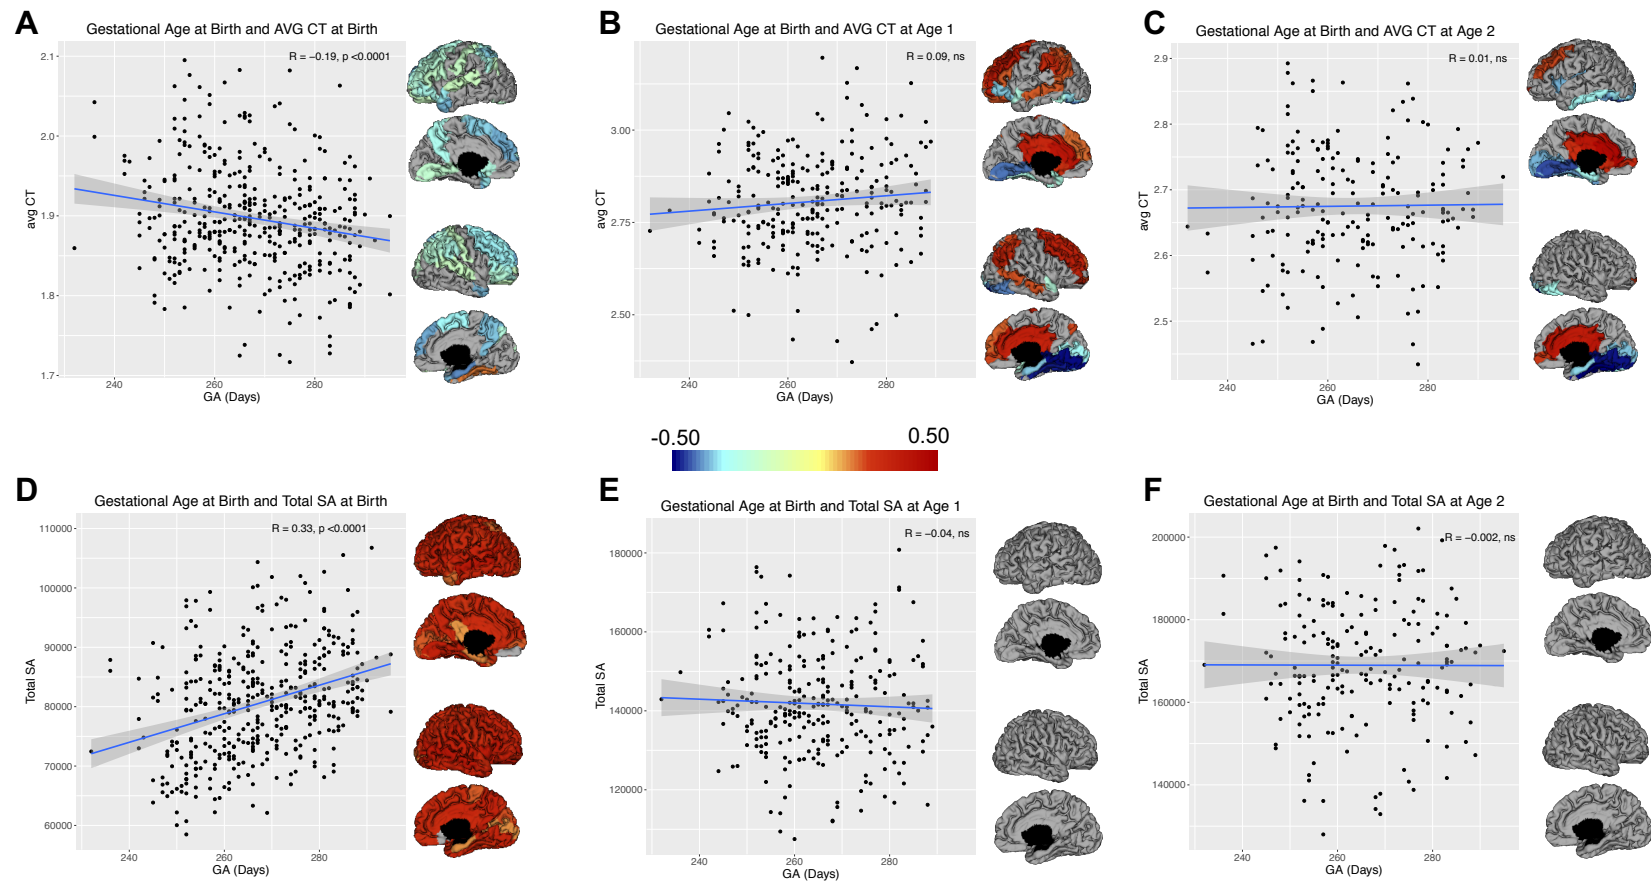 A
Gestational Age at Birth and AVG CT at Birth
R = −0.19, p <0.0001
2.1
2.0
1.9
1.8
1.7
avg CT
240
260
280
GA (Days)
B
Gestational Age at Birth and AVG CT at Age 1
R = 0.09, ns
3.00
2.75
2.50
avg CT
240
260
280
GA (Days)
C
Gestational Age at Birth and AVG CT at Age 2
R = 0.01, ns
2.9
2.8
2.7
2.6
2.5
avg CT
240
260
280
GA (Days)
-0.50
0.50
D
Gestational Age at Birth and Total SA at Birth
R = 0.33, p <0.0001
110000
100000
90000
80000
70000
60000
Total SA
240
260
280
GA (Days)
E
Gestational Age at Birth and Total SA at Age 1
R = −0.04, ns
180000
160000
140000
120000
Total SA
240
260
280
GA (Days)
F
Gestational Age at Birth and Total SA at Age 2
R = −0.002, ns
200000
180000
160000
140000
Total SA
240
260
280
GA (Days)